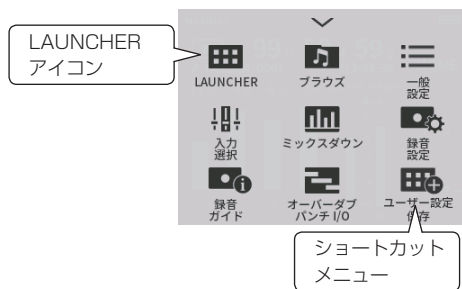 LAUNCHER
アイコン
LAUNCHER
ブラウズ
一般
設定
入力
選択
ミックスダウン
録音
設定
録音
ガイド
オーバーダブ
パンチ I/O
ユーザー設定
保存
ショートカット
メニュー